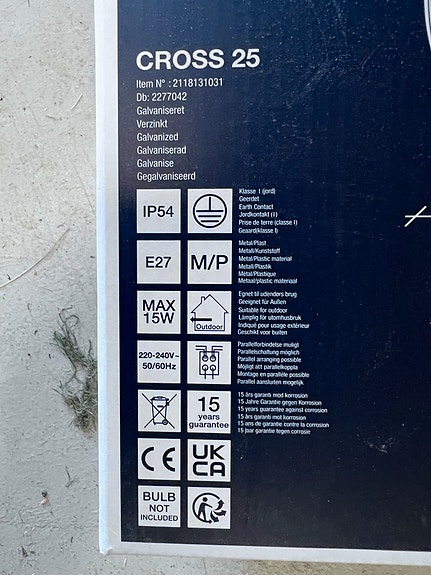 CROSS 25
Item N° : 2118131031
Db: 2277042
Galvaniseret
Verzinkt
Galvanized
Galvaniserad
Galvanise
Gegalvaniseerd
IP54
Klasse I (jord)
Geerdet
Earth Contact
Jordkontakt (I)
Prise de terre (classe I)
Geaard(klasse I)
E27
M/P
Metal/Plast
Metall/Kunststoff
Metal/Plastic material
Metal/Plastik
Metal/Plastique
Metaal/plastic materiaal
MAX
15W
Outdoor
Egnet til udendørs brug
Geeignet für Außen
Suitable for outdoor
Lämplig för utomhusbruk
Indiqué pour usage extérieur
Geschikt voor buiten
220-240V~
50/60Hz
Parallelforbindelse muligt
Parallelschaltung möglich
Parallel arranging possible
Möjligt att parallelkoppla
Montage en parallèle possible
Parallel aansluiten mogelijk
15
years
guarantee
15 års garanti mod korrosion
15 Jahre Garantie gegen Korrosion
15 years guarantee against corrosion
15 års garanti mot korrosion
15 ans de garantie contre la corrosion
15 jaar garantie tegen corrosie
CE
UK
CA
BULB
NOT
INCLUDED